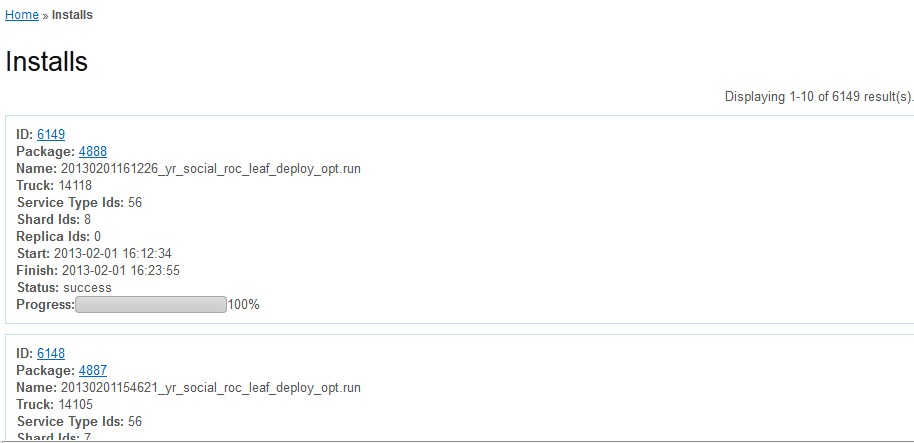 Home » Installs
Installs
Displaying 1-10 of 6149 result(s).
ID: 6149
Package: 4888
Name: 20130201161226_yr_social_roc_leaf_deploy_opt.run
Truck: 14118
Service Type Ids: 56
Shard Ids: 8
Replica Ids: 0
Start: 2013-02-01 16:12:34
Finish: 2013-02-01 16:23:55
Status: success
Progress: 100%
ID: 6148
Package: 4887
Name: 20130201154621_yr_social_roc_leaf_deploy_opt.run
Truck: 14105
Service Type Ids: 56
Shard Ids: 7